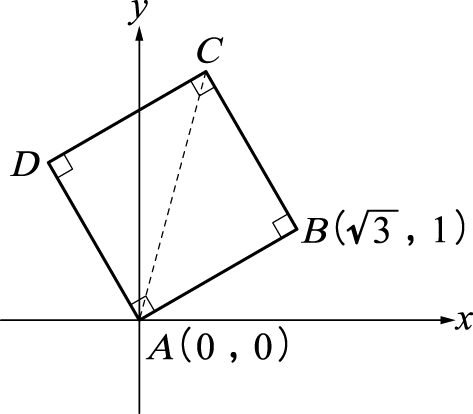 y
C
D
B(√3 , 1)
x
A(0 , 0)